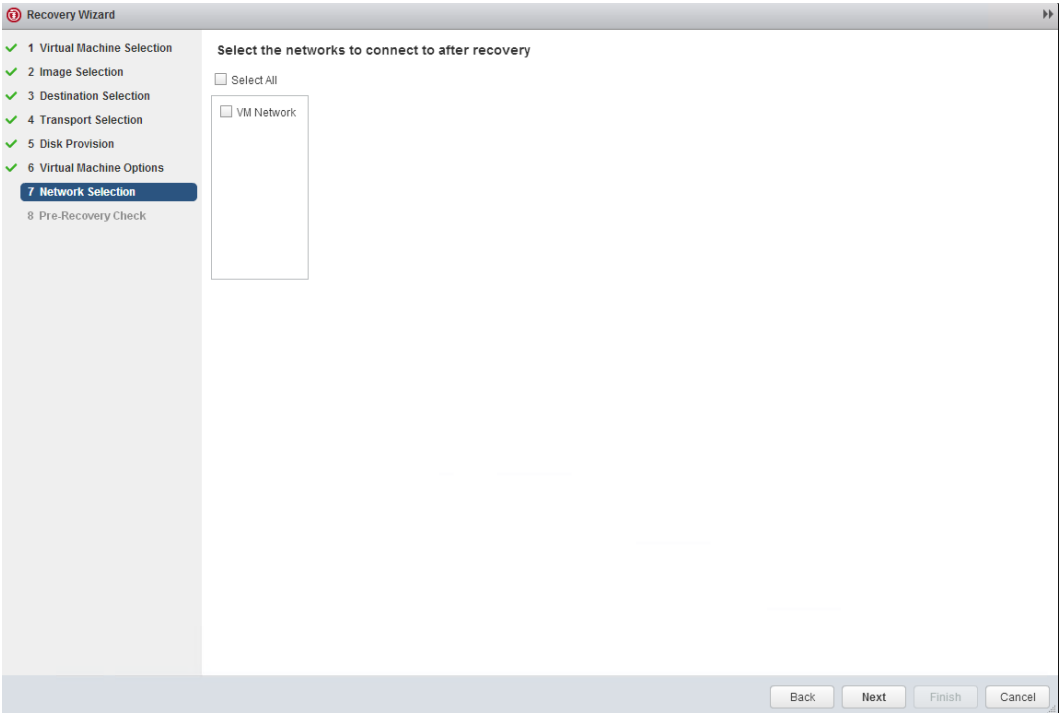 Recovery Wizard
1 Virtual Machine Selection
2 Image Selection
3 Destination Selection
4 Transport Selection
5 Disk Provision
6 Virtual Machine Options
7 Network Selection
8 Pre-Recovery Check
Select the networks to connect to after recovery
Select All
VM Network
Back Next Finish Cancel